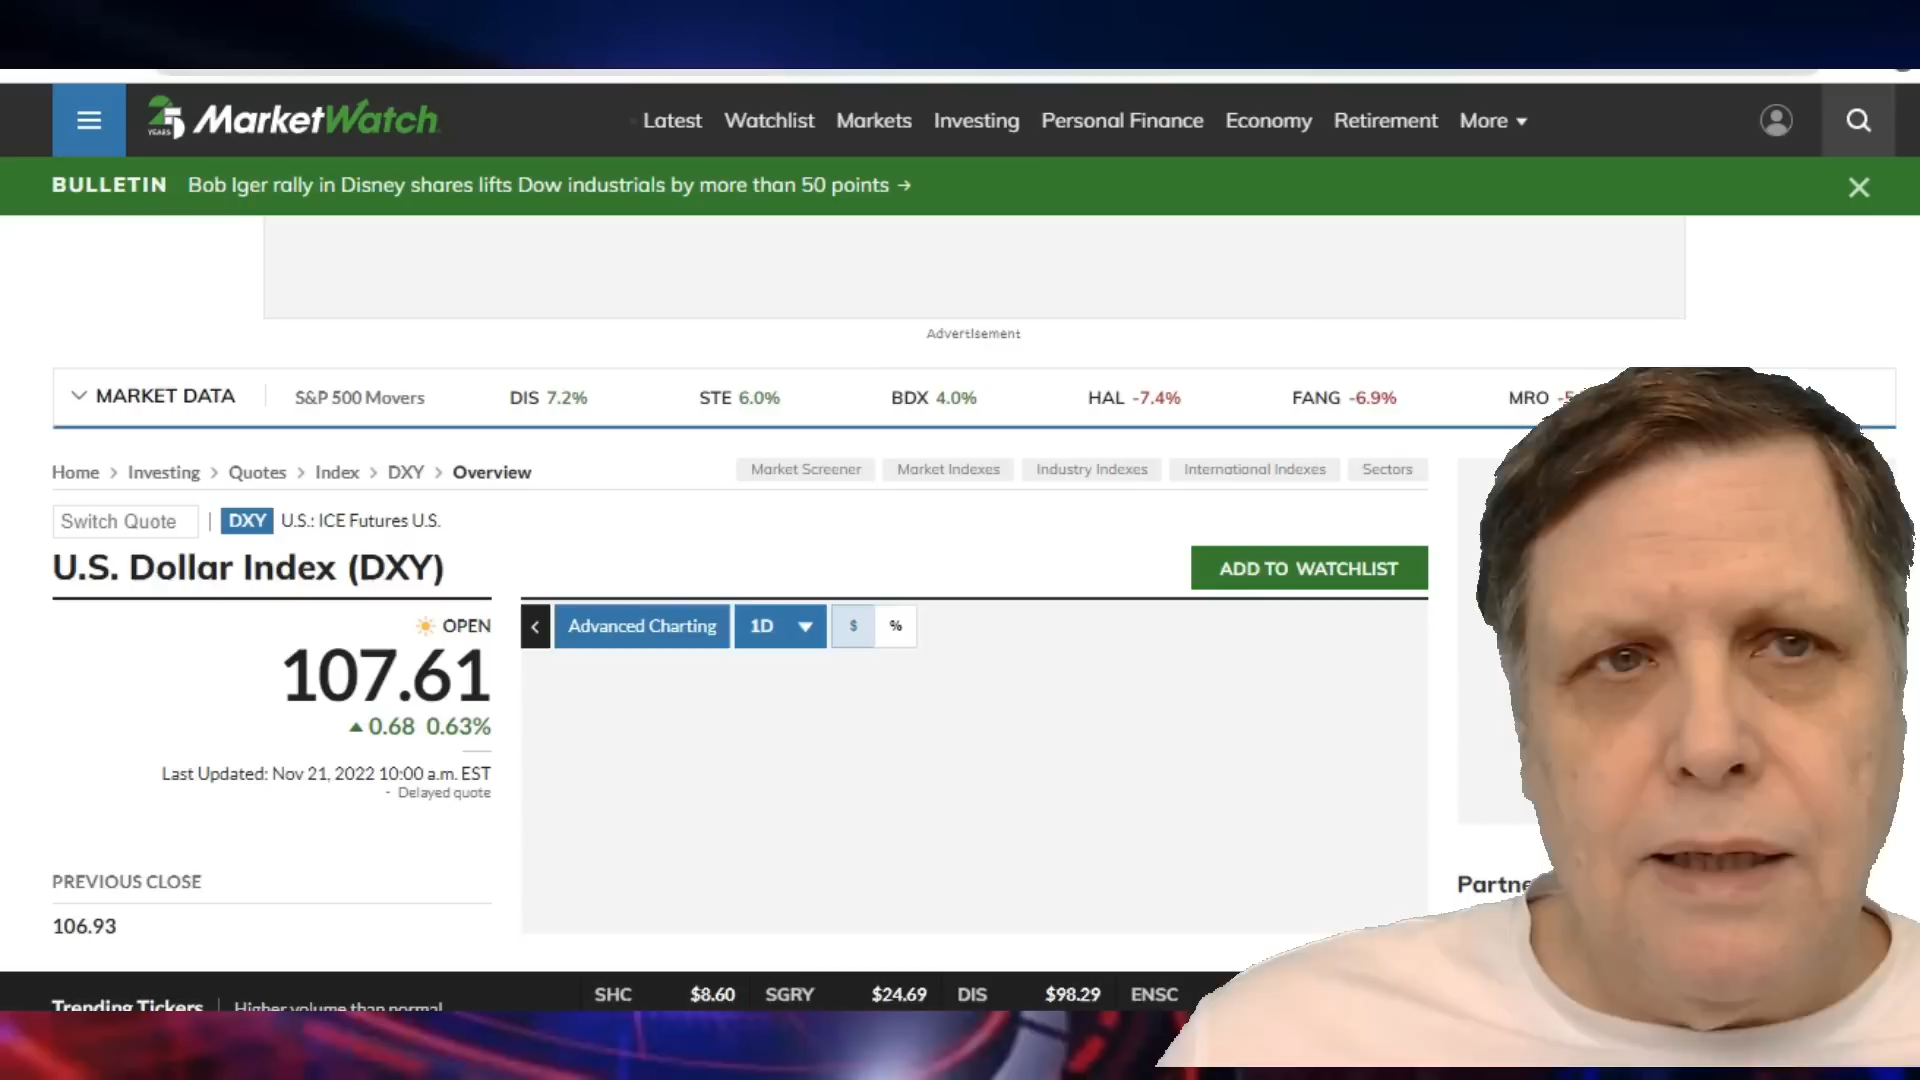 25 YEARS MarketWatch
Latest Watchlist Markets Investing Personal Finance Economy Retirement More
BULLETIN Bob Iger rally in Disney shares lifts Dow industrials by more than 50 points →
Advertisement
MARKET DATA S&P 500 Movers DIS 7.2% STE 6.0% BDX 4.0% HAL -7.4% FANG -6.9% MRO
Home > Investing > Quotes > Index > DXY > Overview
Market Screener Market Indexes Industry Indexes International Indexes Sectors
Switch Quote | DXY U.S.: ICE Futures U.S.
U.S. Dollar Index (DXY)
ADD TO WATCHLIST
OPEN
Advanced Charting 1D $ %
107.61
0.68 0.63%
Last Updated: Nov 21, 2022 10:00 a.m. EST
- Delayed quote
PREVIOUS CLOSE
106.93
Trending Tickers | Higher volume than normal
SHC $8.60 SGRY $24.69 DIS $98.29 ENSC